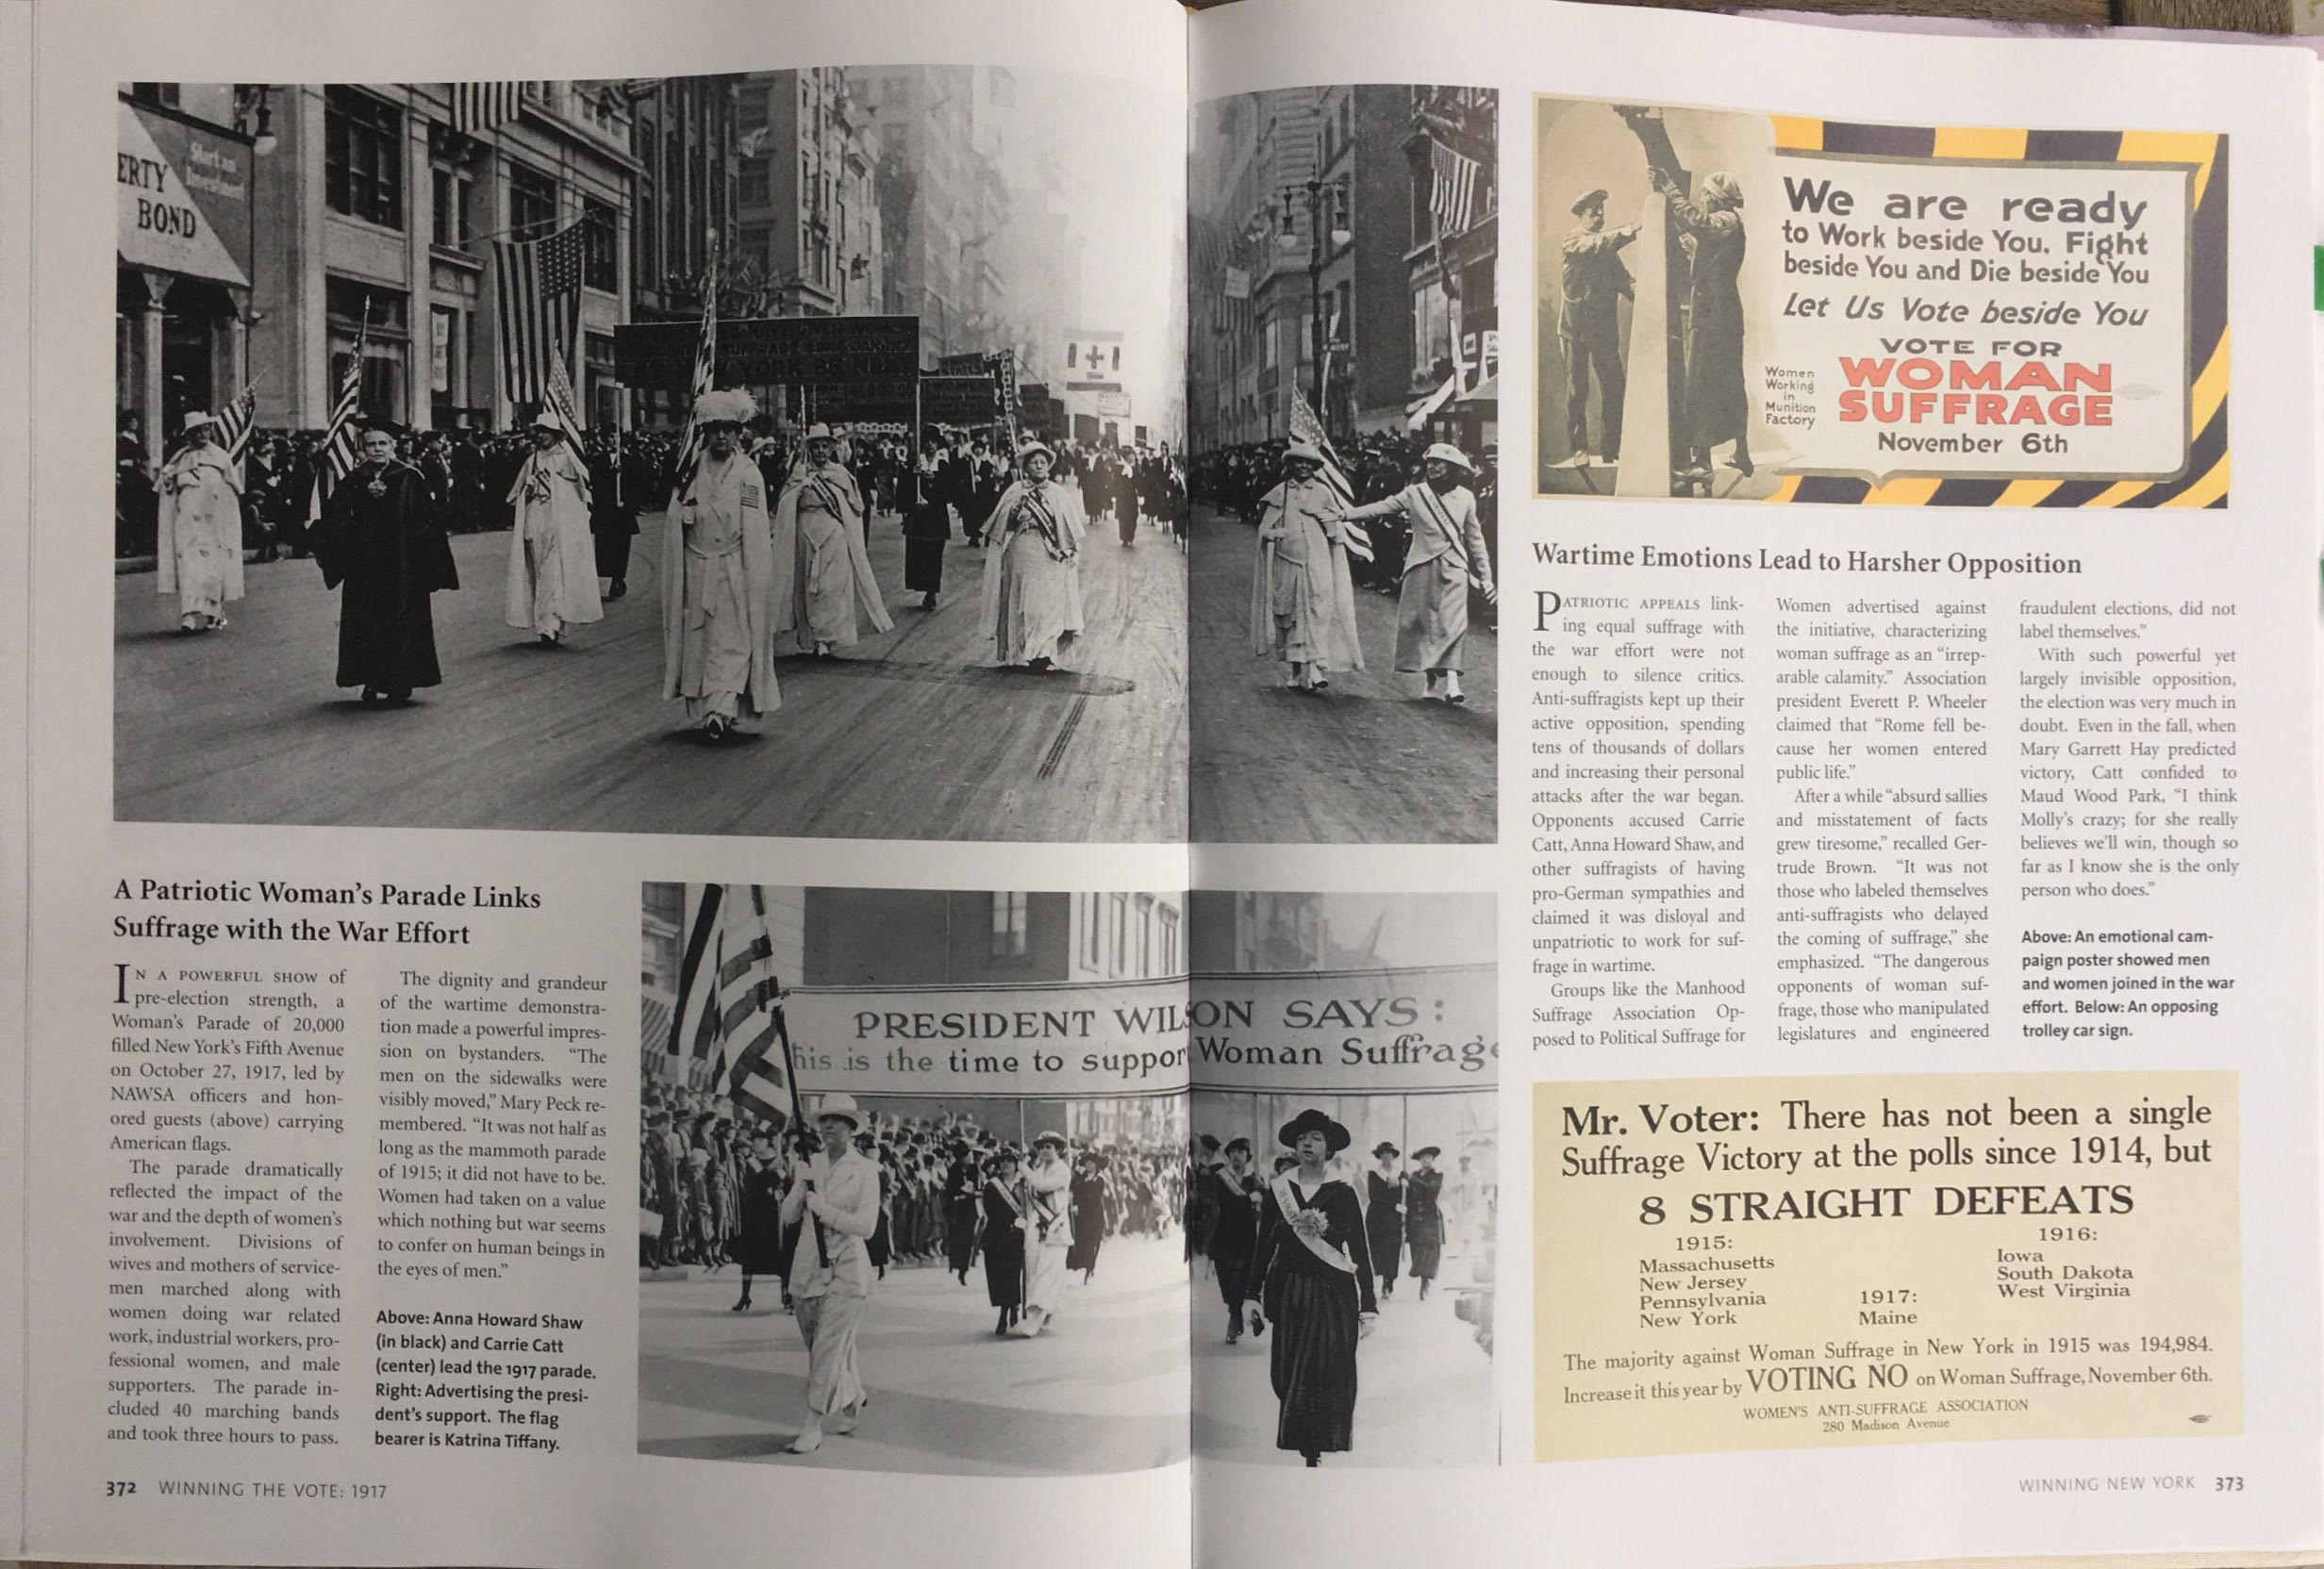 ERTY
BOND
Start an
YORK
A Patriotic Woman's Parade Links
Suffrage with the War Effort
IN A POWERFUL SHOW of
pre-election strength, a
Woman's Parade of 20,000
filled New York's Fifth Avenue
on October 27, 1917, led by
NAWSA officers and hon-
ored guests (above) carrying
American flags.
The parade dramatically
reflected the impact of the
war and the depth of women's
involvement. Divisions of
wives and mothers of service-
men marched along with
women doing war related
work, industrial workers, pro-
fessional women, and male
supporters. The parade in-
cluded 40 marching bands
and took three hours to pass.
The dignity and grandeur
of the wartime demonstra-
tion made a powerful impres-
sion on bystanders. "The
men on the sidewalks were
visibly moved," Mary Peck re-
membered. "It was not half as
long as the mammoth parade
of 1915; it did not have to be.
Women had taken on a value
which nothing but war seems
to confer on human beings in
the eyes of men."
Above: Anna Howard Shaw
(in black) and Carrie Catt
(center) lead the 1917 parade.
Right: Advertising the presi-
dent's support. The flag
bearer is Katrina Tiffany.
PRESIDENT WILSON SAYS:
his is the time to support Woman Suffrage
372 WINNING THE VOTE: 1917
We are ready
to Work beside You, Fight
beside You and Die beside You
Let Us Vote beside You
VOTE FOR
WOMAN
SUFFRAGE
November 6th
Women
Working
in
Munition
Factory
Wartime Emotions Lead to Harsher Opposition
PATRIOTIC APPEALS link-
ing equal suffrage with
the war effort were not
enough to silence critics.
Anti-suffragists kept up their
active opposition, spending
tens of thousands of dollars
and increasing their personal
attacks after the war began.
Opponents accused Carrie
Catt, Anna Howard Shaw, and
other suffragists of having
pro-German sympathies and
claimed it was disloyal and
unpatriotic to work for suf-
frage in wartime.
Groups like the Manhood
Suffrage Association Op-
posed to Political Suffrage for
Women advertised against
the initiative, characterizing
woman suffrage as an "irrep-
arable calamity." Association
president Everett P. Wheeler
claimed that "Rome fell be-
cause her women entered
public life."
After a while "absurd sallies
and misstatement of facts
grew tiresome," recalled Ger-
trude Brown. "It was not
those who labeled themselves
anti-suffragists who delayed
the coming of suffrage," she
emphasized. "The dangerous
opponents of woman suf-
frage, those who manipulated
legislatures and engineered
fraudulent elections, did not
label themselves."
With such powerful yet
largely invisible opposition,
the election was very much in
doubt. Even in the fall, when
Mary Garrett Hay predicted
victory, Catt confided to
Maud Wood Park, "I think
Molly's crazy; for she really
believes we'll win, though so
far as I know she is the only
person who does."
Above: An emotional cam-
paign poster showed men
and women joined in the war
effort. Below: An opposing
trolley car sign.
Mr. Voter: There has not been a single
Suffrage Victory at the polls since 1914, but
8 STRAIGHT DEFEATS
1915:
Massachusetts
New Jersey
Pennsylvania
New York
1917:
Maine
1916:
Iowa
South Dakota
West Virginia
The majority against Woman Suffrage in New York in 1915 was 194,984.
Increase it this year by VOTING NO on Woman Suffrage, November 6th.
WOMEN'S ANTI-SUFFRAGE ASSOCIATION
280 Madison Avenue
WINNING NEW YORK 373